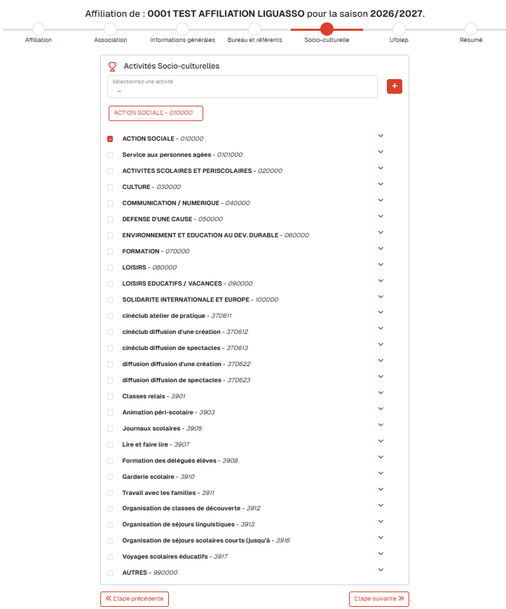 Affiliation de : 0001 TEST AFFILIATION LIGUASSO pour la saison 2026/2027.
Affiliation Association Informations générales Bureau et référents Socio-culturelle Ufolep Résumé
Activités Socio-culturelles
Sélectionnez une activité
--
+
ACTION SOCIALE - 010000
ACTION SOCIALE - 010000
Service aux personnes agées - 0101000
ACTIVITES SCOLAIRES ET PERISCOLAIRES - 020000
CULTURE - 030000
COMMUNICATION / NUMERIQUE - 040000
DEFENSE D'UNE CAUSE - 050000
ENVIRONNEMENT ET EDUCATION AU DEV. DURABLE - 060000
FORMATION - 070000
LOISIRS - 080000
LOISIRS EDUCATIFS / VACANCES - 090000
SOLIDARITE INTERNATIONALE ET EUROPE - 100000
cinéclub atelier de pratique - 370611
cinéclub diffusion d'une création - 370612
cinéclub diffusion de spectacles - 370613
diffusion diffusion d'une création - 370622
diffusion diffusion de spectacles - 370623
Classes relais - 3901
Animation péri-scolaire - 3903
Journaux scolaires - 3905
Lire et faire lire - 3907
Formation des délégués élèves - 3908
Garderie scolaire - 3910
Travail avec les familles - 3911
Organisation de classes de découverte - 3912
Organisation de séjours linguistiques - 3913
Organisation de séjours scolaires courts (jusqu'à - 3916
Voyages scolaires éducatifs - 3917
AUTRES - 990000
« Etape précédente Etape suivante »